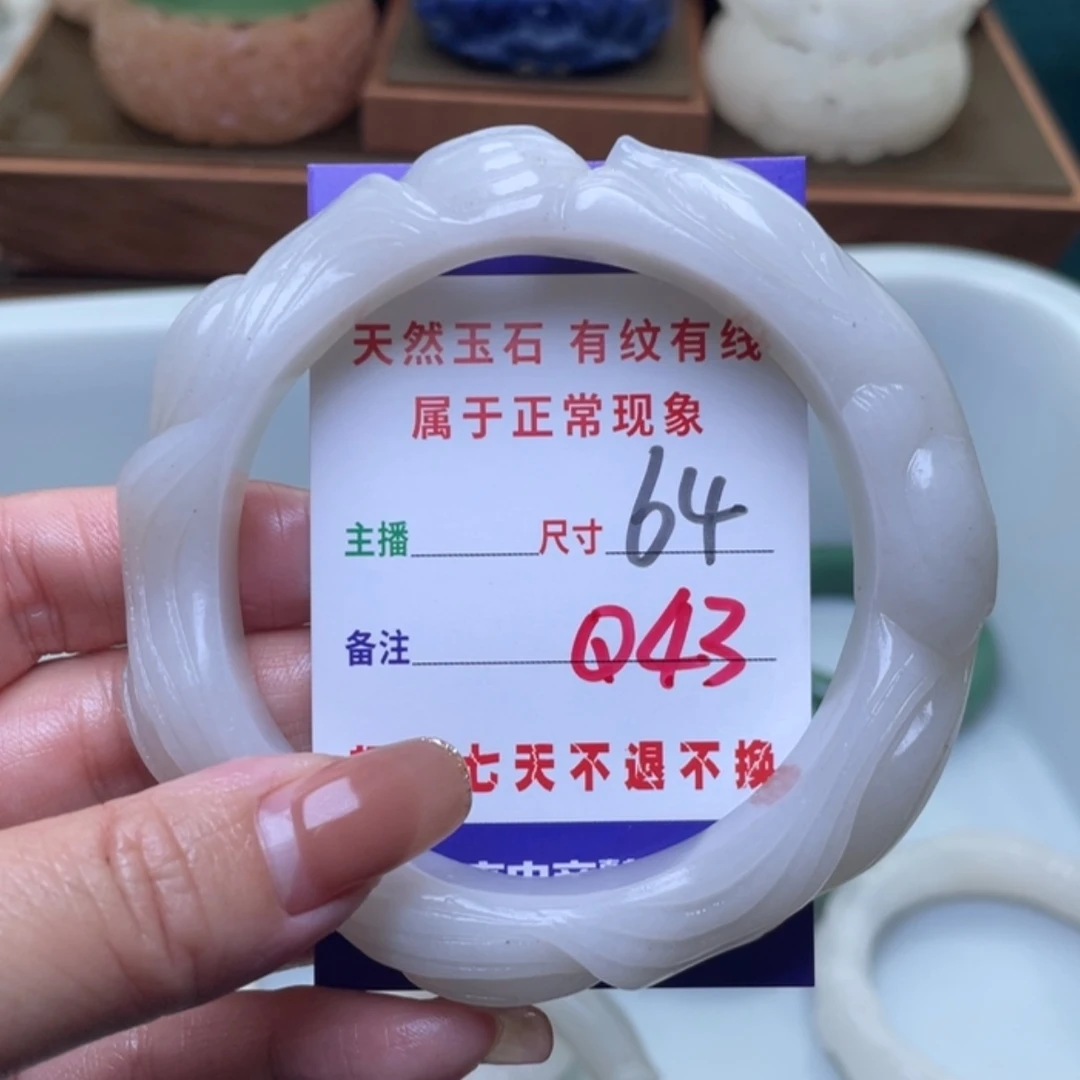 天然玉石 有纹有线
属于正常现象
主播 尺寸 64
备注 Q43
七天不退不换